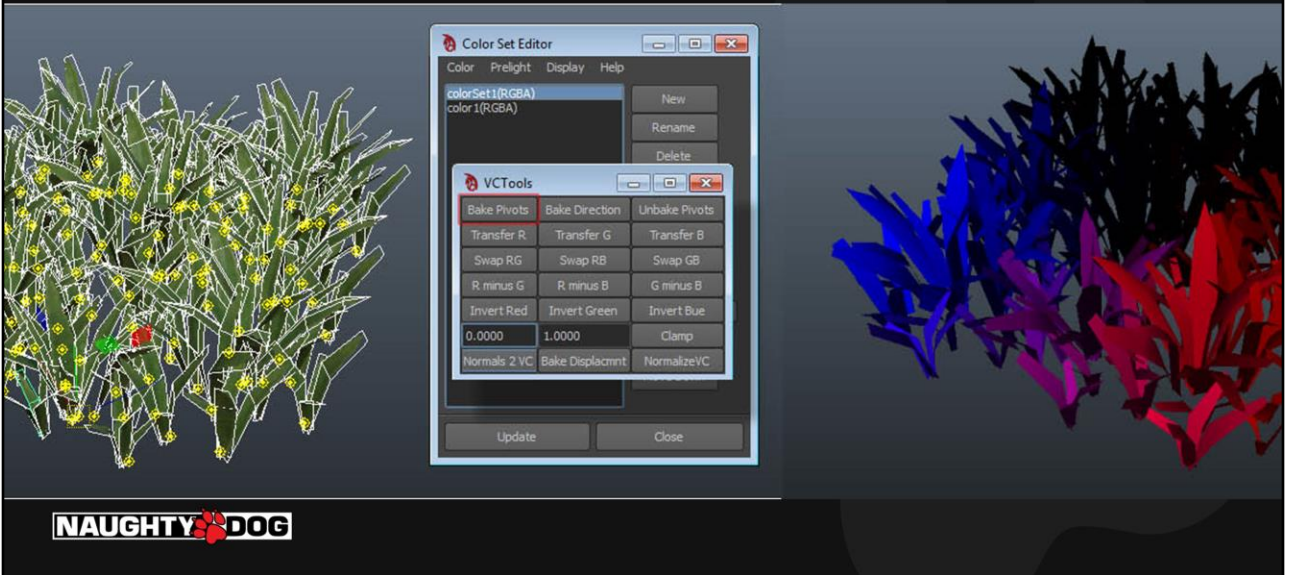 Color Set Editor
Color Prelight Display Help
colorSet1(RGBA)
color1(RGBA)
New
Rename
Delete
VCTools
Bake Pivots Bake Direction Unbake Pivots
Transfer R Transfer G Transfer B
Swap RG Swap RB Swap GB
R minus G R minus B G minus B
Invert Red Invert Green Invert Bue
0.0000 1.0000 Clamp
Normals 2 VC Bake Displacmnt NormalizeVC
Update Close
NAUGHTY DOG